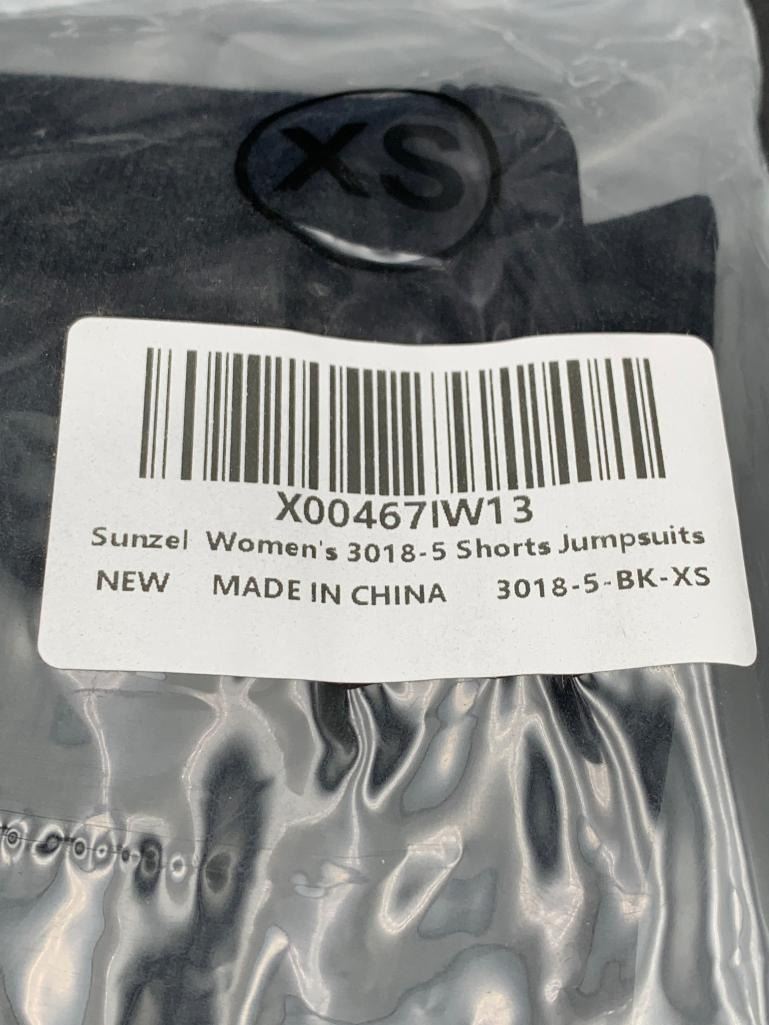 XS
X00467IW13
Sunzel Women's 3018-5 Shorts Jumpsuits
NEW MADE IN CHINA 3018-5-BK-XS